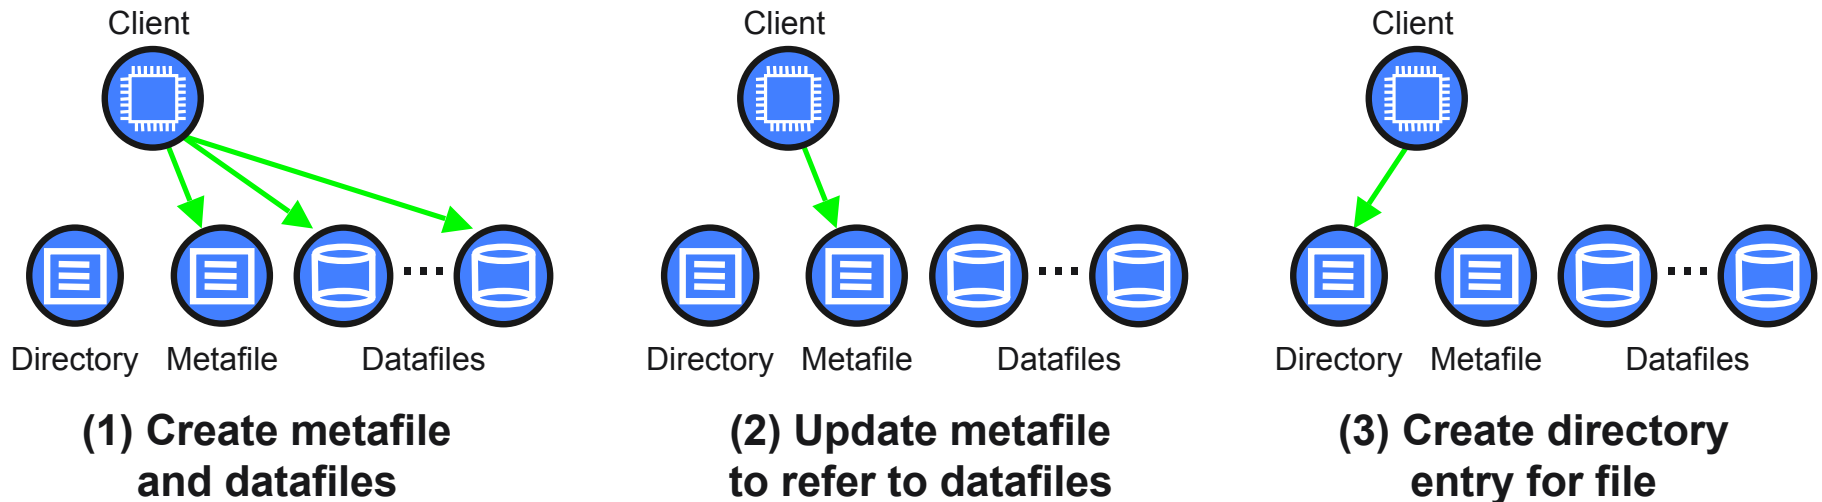 Client
Directory Metafile Datafiles
(1) Create metafile
and datafiles
Client
Directory Metafile Datafiles
(2) Update metafile
to refer to datafiles
Client
Directory Metafile Datafiles
(3) Create directory
entry for file